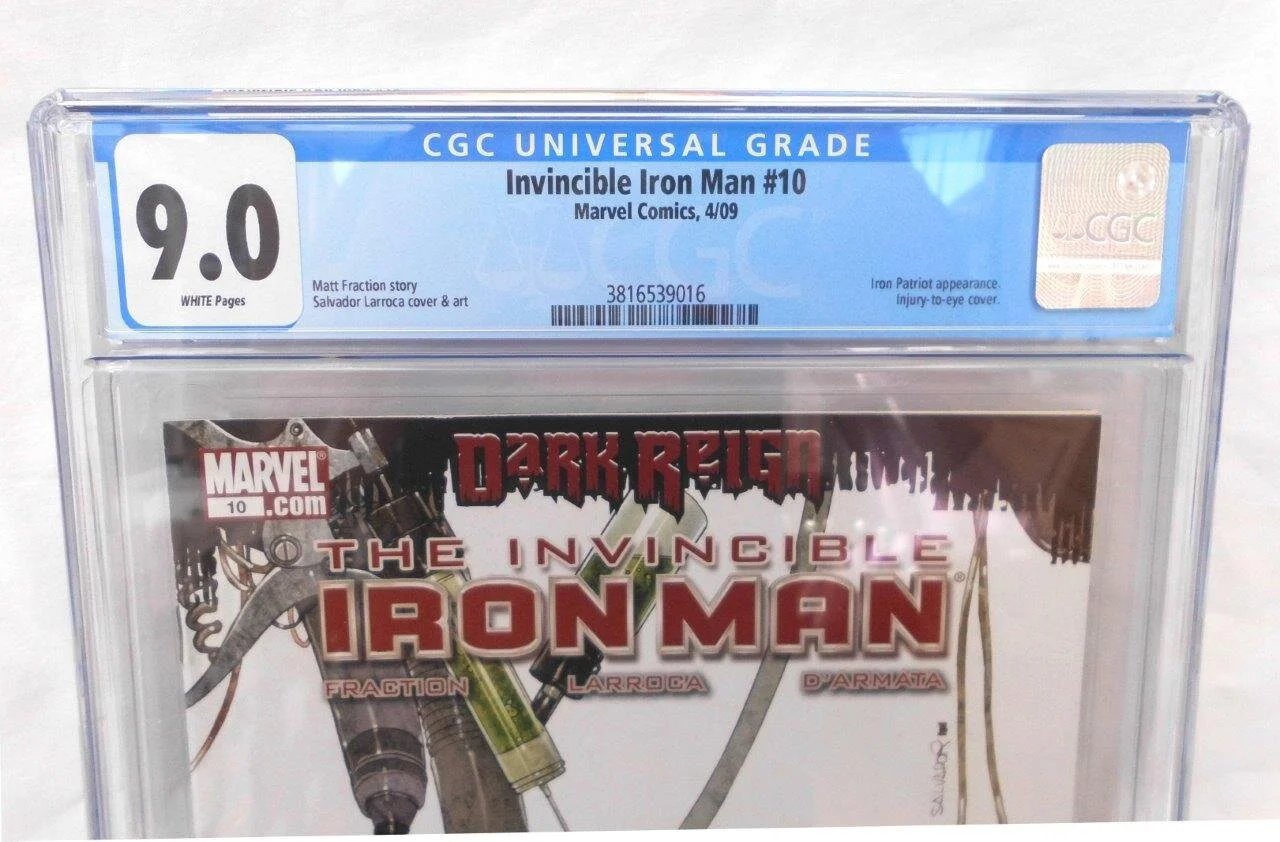 CGC UNIVERSAL GRADE
9.0
WHITE Pages
Invincible Iron Man #10
Marvel Comics, 4/09
Matt Fraction story
Salvador Larroca cover & art
3816539016
Iron Patriot appearance.
Injury-to-eye cover.
CGC
CGC
DARK REIGN
MARVEL®
10 .com
THE INVINCIBLE
IRON MAN®
FRACTION LARROCA D'ARMATA
SALVADOR